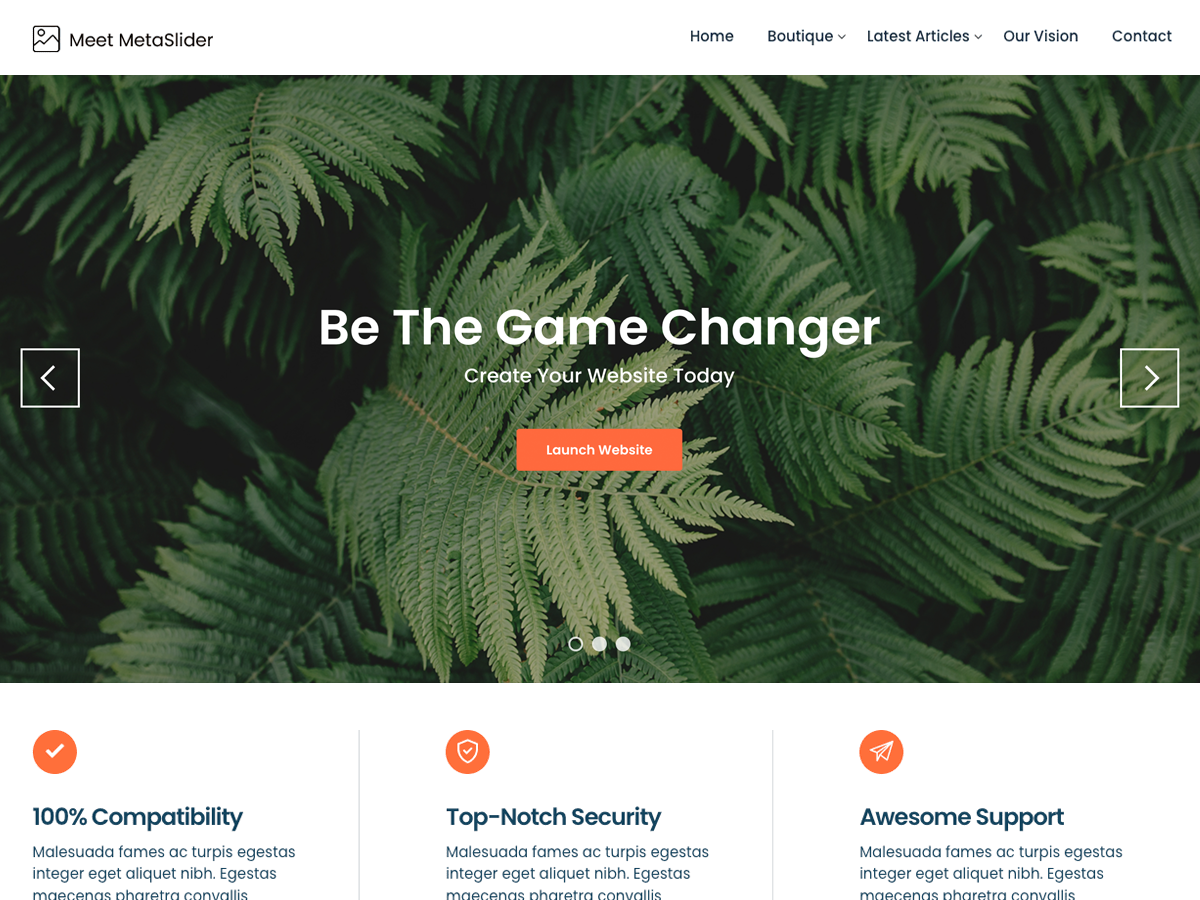 Meet MetaSlider
Home Boutique Latest Articles Our Vision Contact
Be The Game Changer
Create Your Website Today
Launch Website
100% Compatibility
Malesuada fames ac turpis egestas
integer eget aliquet nibh. Egestas
maecenas pharetra convallis
Top-Notch Security
Malesuada fames ac turpis egestas
integer eget aliquet nibh. Egestas
maecenas pharetra convallis
Awesome Support
Malesuada fames ac turpis egestas
integer eget aliquet nibh. Egestas
maecenas pharetra convallis